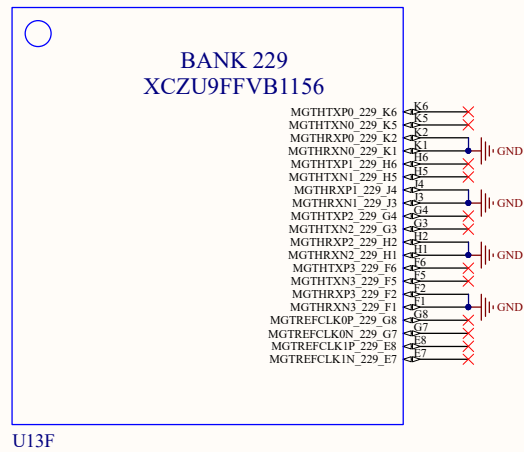 BANK 229
XCZU9FFVB1156
MGTHTXP0_229_K6 K6
MGTHTXN0_229_K5 K5
MGTHRXP0_229_K2 K2
MGTHRXN0_229_K1 K1 GND
MGTHTXP1_229_H6 H6
MGTHTXN1_229_H5 H5
MGTHRXP1_229_J4 J4
MGTHRXN1_229_J3 J3 GND
MGTHTXP2_229_G4 G4
MGTHTXN2_229_G3 G3
MGTHRXP2_229_H2 H2
MGTHRXN2_229_H1 H1 GND
MGTHTXP3_229_F6 F6
MGTHTXN3_229_F5 F5
MGTHRXP3_229_F2 F2
MGTHRXN3_229_F1 F1 GND
MGTREFCLK0P_229_G8 G8
MGTREFCLK0N_229_G7 G7
MGTREFCLK1P_229_E8 E8
MGTREFCLK1N_229_E7 E7
U13F